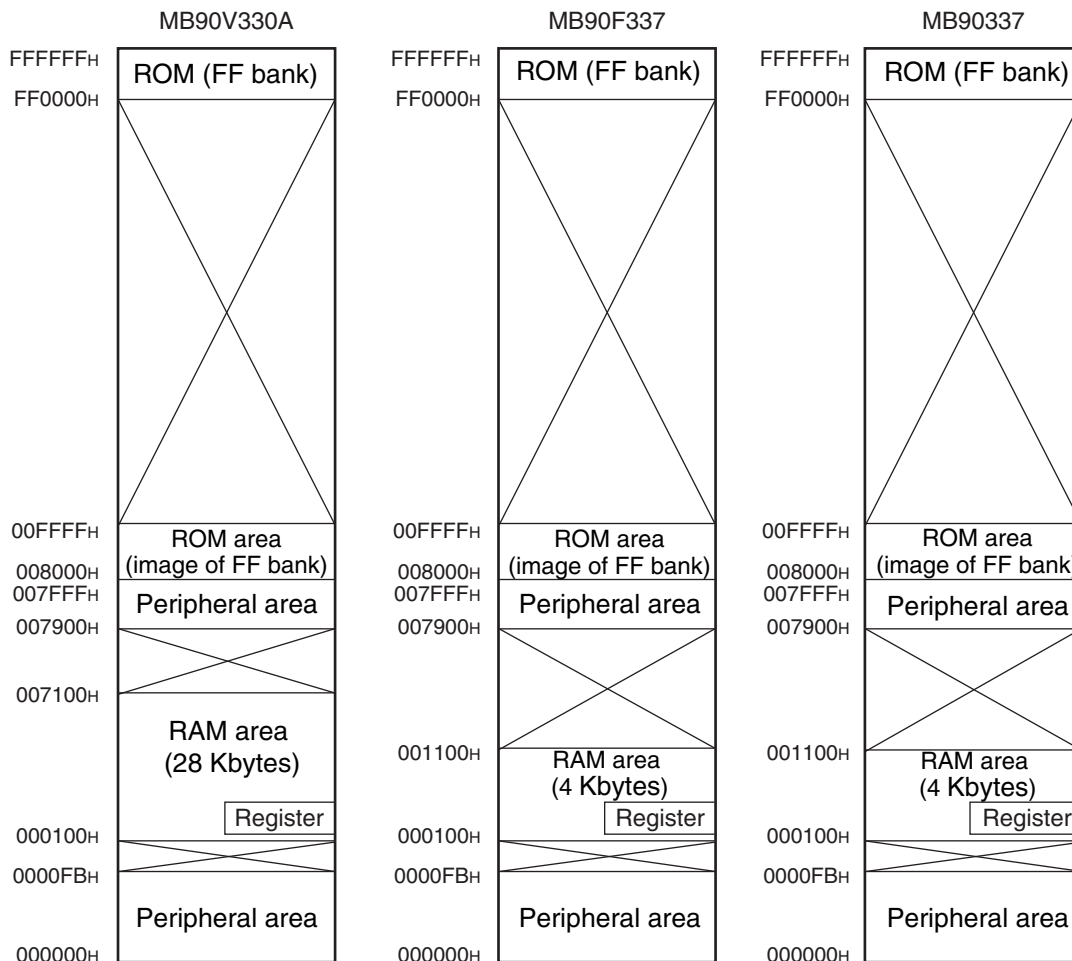 MB90V330A
FFFFFFH
ROM (FF bank)
FF0000H
00FFFFH
ROM area
(image of FF bank)
008000H
007FFFH
Peripheral area
007900H
007100H
RAM area
(28 Kbytes)
Register
000100H
0000FBH
Peripheral area
000000H
MB90F337
FFFFFFH
ROM (FF bank)
FF0000H
00FFFFH
ROM area
(image of FF bank)
008000H
007FFFH
Peripheral area
007900H
001100H
RAM area
(4 Kbytes)
Register
000100H
0000FBH
Peripheral area
000000H
MB90337
FFFFFFH
ROM (FF bank)
FF0000H
00FFFFH
ROM area
(image of FF bank)
008000H
007FFFH
Peripheral area
007900H
001100H
RAM area
(4 Kbytes)
Register
000100H
0000FBH
Peripheral area
000000H